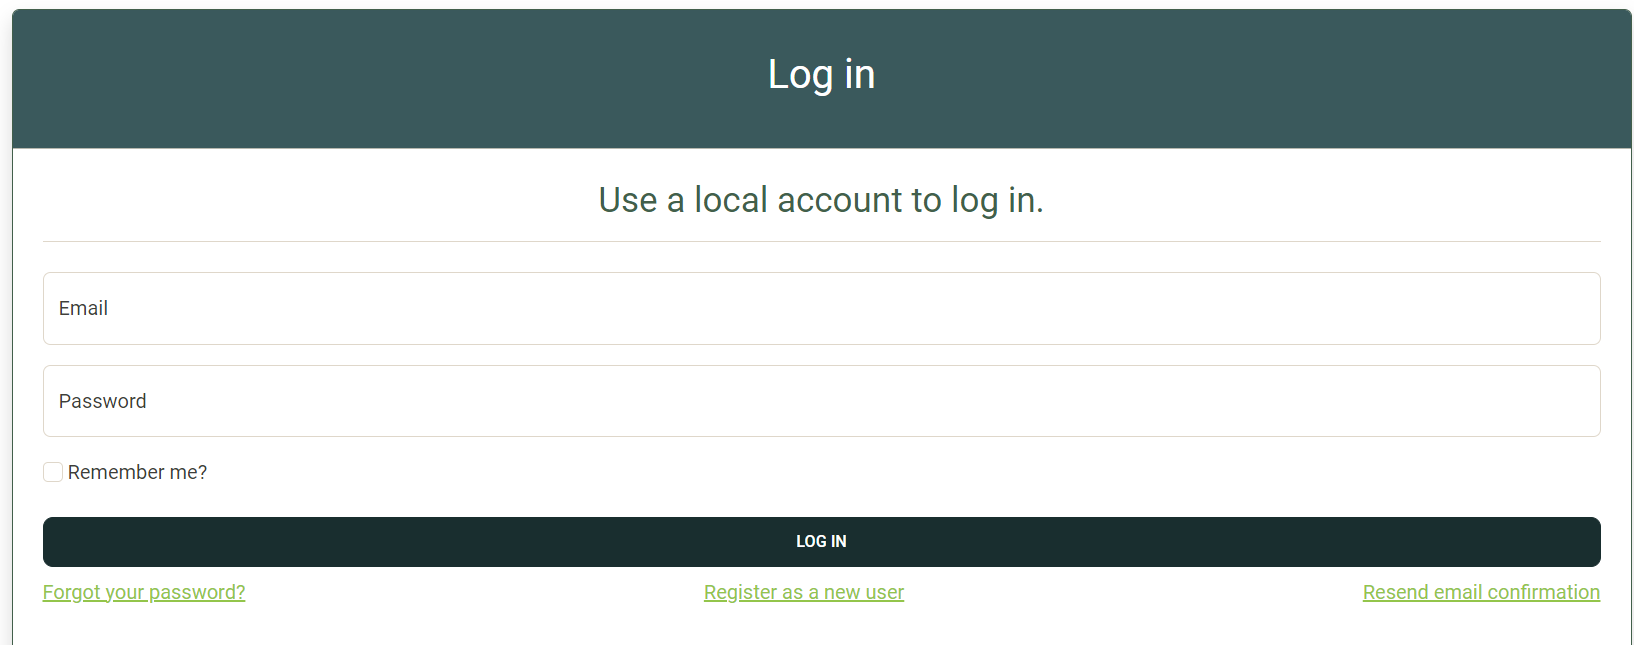 Log in
Use a local account to log in.
Email
Password
Remember me?
LOG IN
Forgot your password? Register as a new user Resend email confirmation